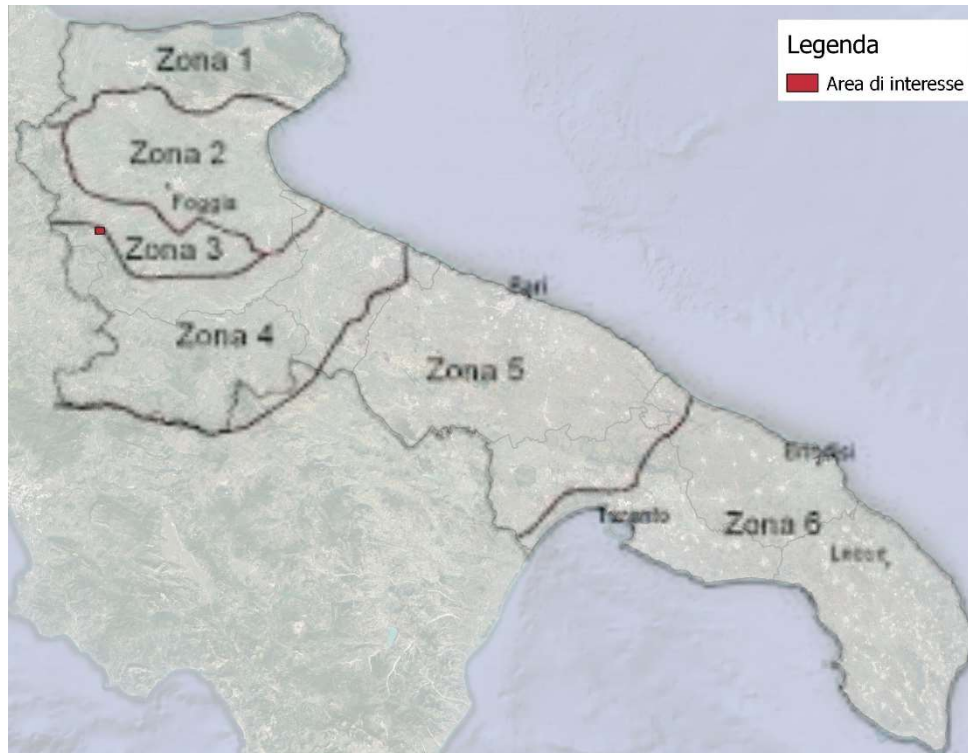 Zona 1
Legenda
Area di interesse
Zona 2
Foggia
Zona 3
Bari
Zona 4
Zona 5
Brindisi
Taranto
Zona 6
Lecce